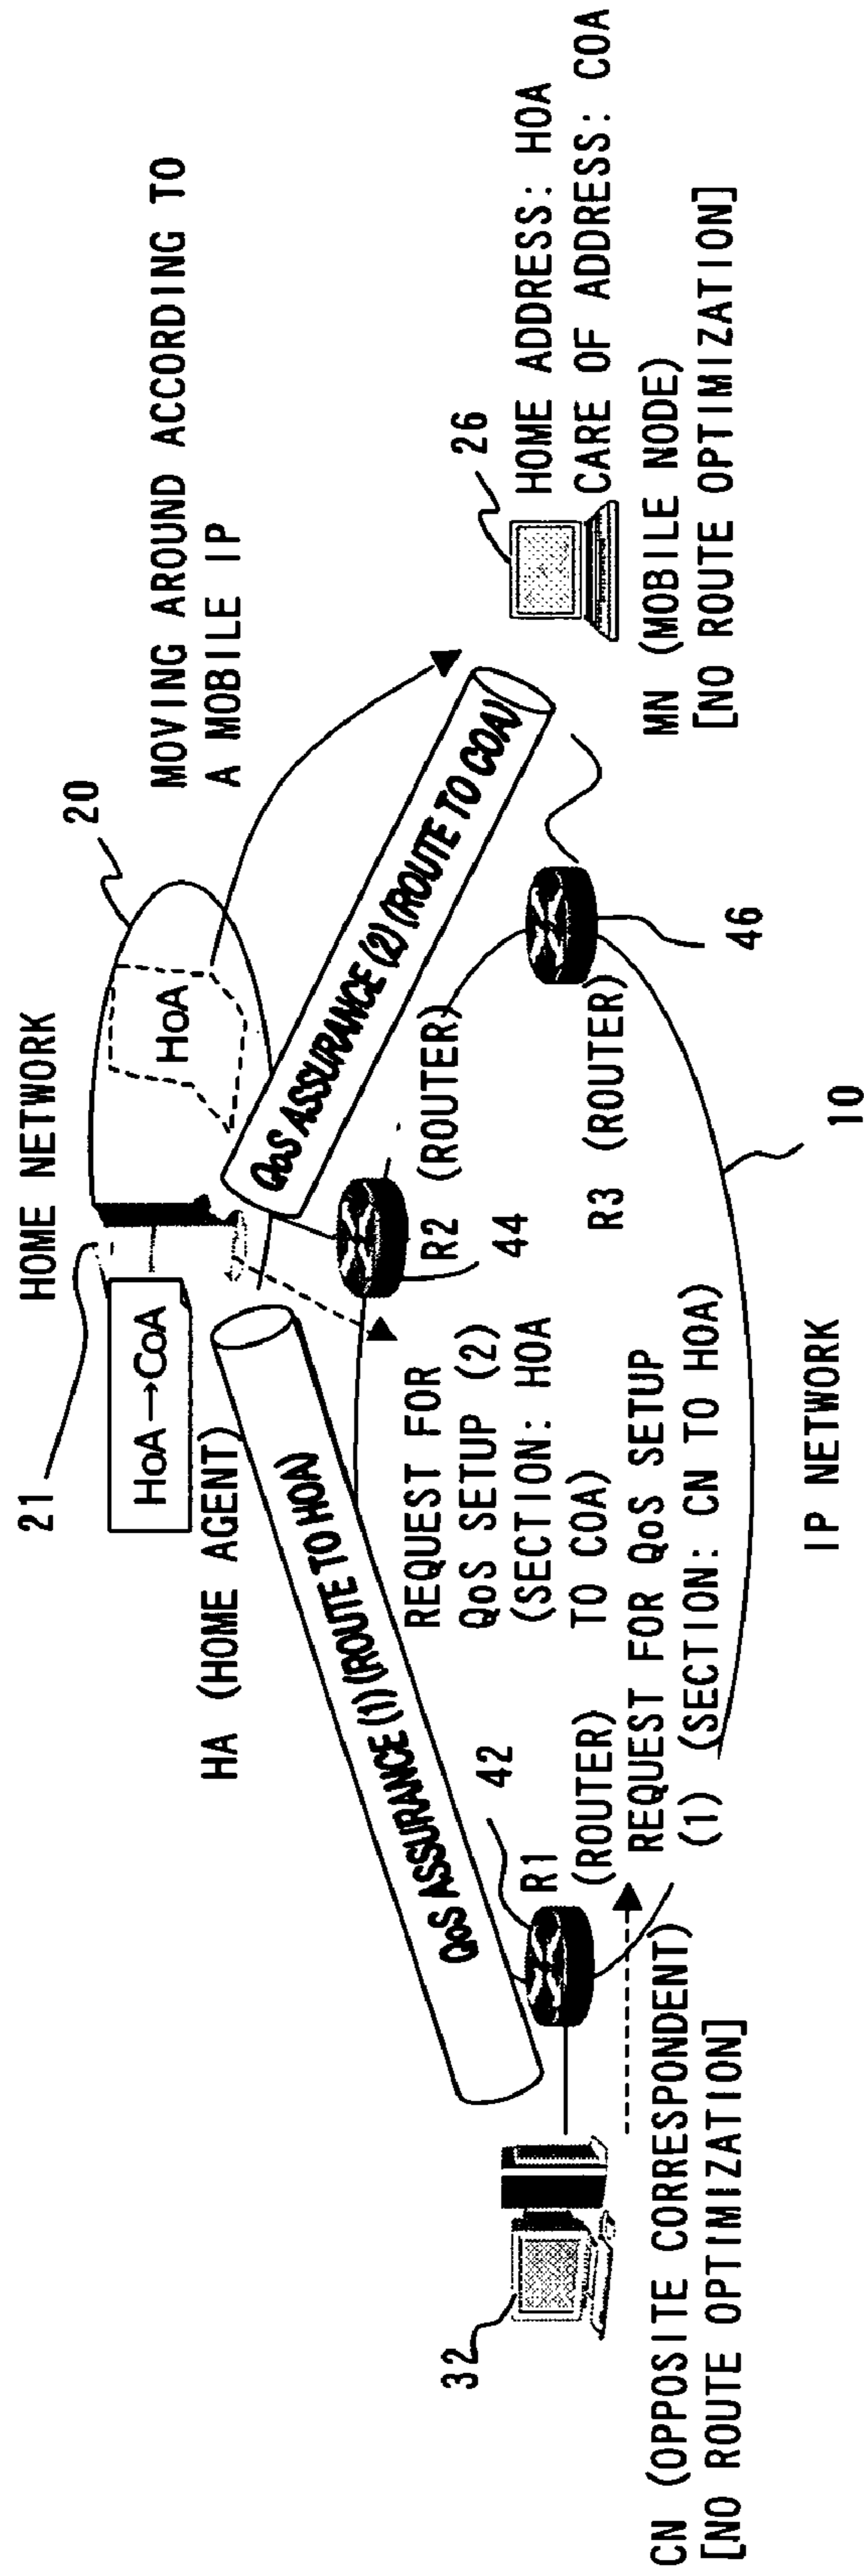 HOME NETWORK
21
20
MOVING AROUND ACCORDING TO
A MOBILE IP
HoA→CoA
HoA
HA (HOME AGENT)
QoS ASSURANCE (1) (ROUTE TO HOA)
QoS ASSURANCE (2) (ROUTE TO COA)
26
HOME ADDRESS: HOA
CARE OF ADDRESS: COA
MN (MOBILE NODE)
[NO ROUTE OPTIMIZATION]
R2 (ROUTER)
44
REQUEST FOR
QoS SETUP (2)
(SECTION: HOA
TO COA)
42
R1
(ROUTER)
R3 (ROUTER)
46
REQUEST FOR QoS SETUP
(1) (SECTION: CN TO HOA)
32
CN (OPPOSITE CORRESPONDENT)
[NO ROUTE OPTIMIZATION]
10
IP NETWORK